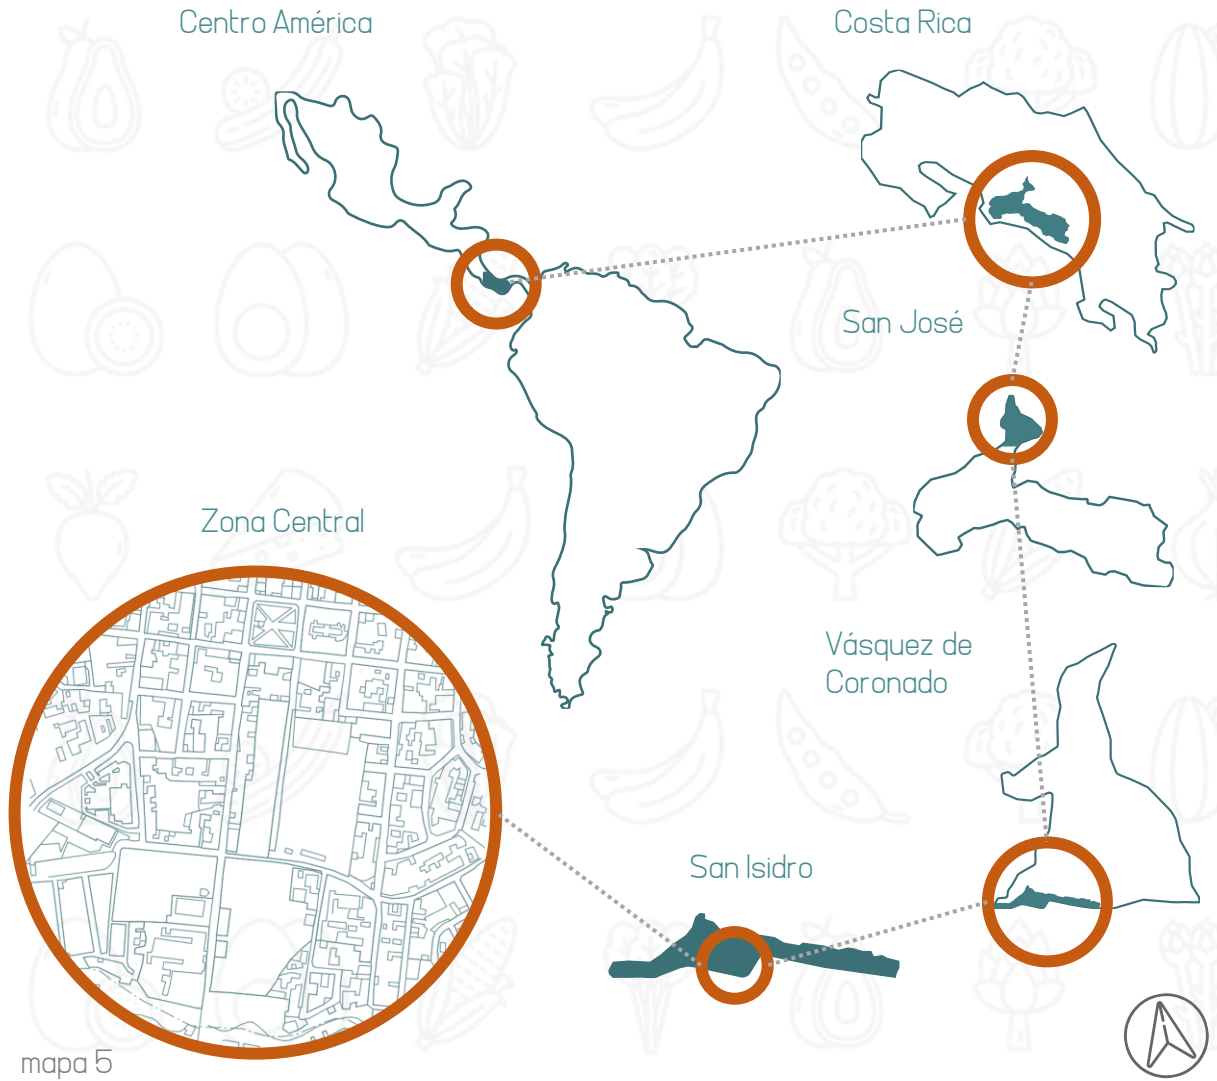 Centro América
Costa Rica
San José
Zona Central
Vásquez de
Coronado
San Isidro
mapa 5